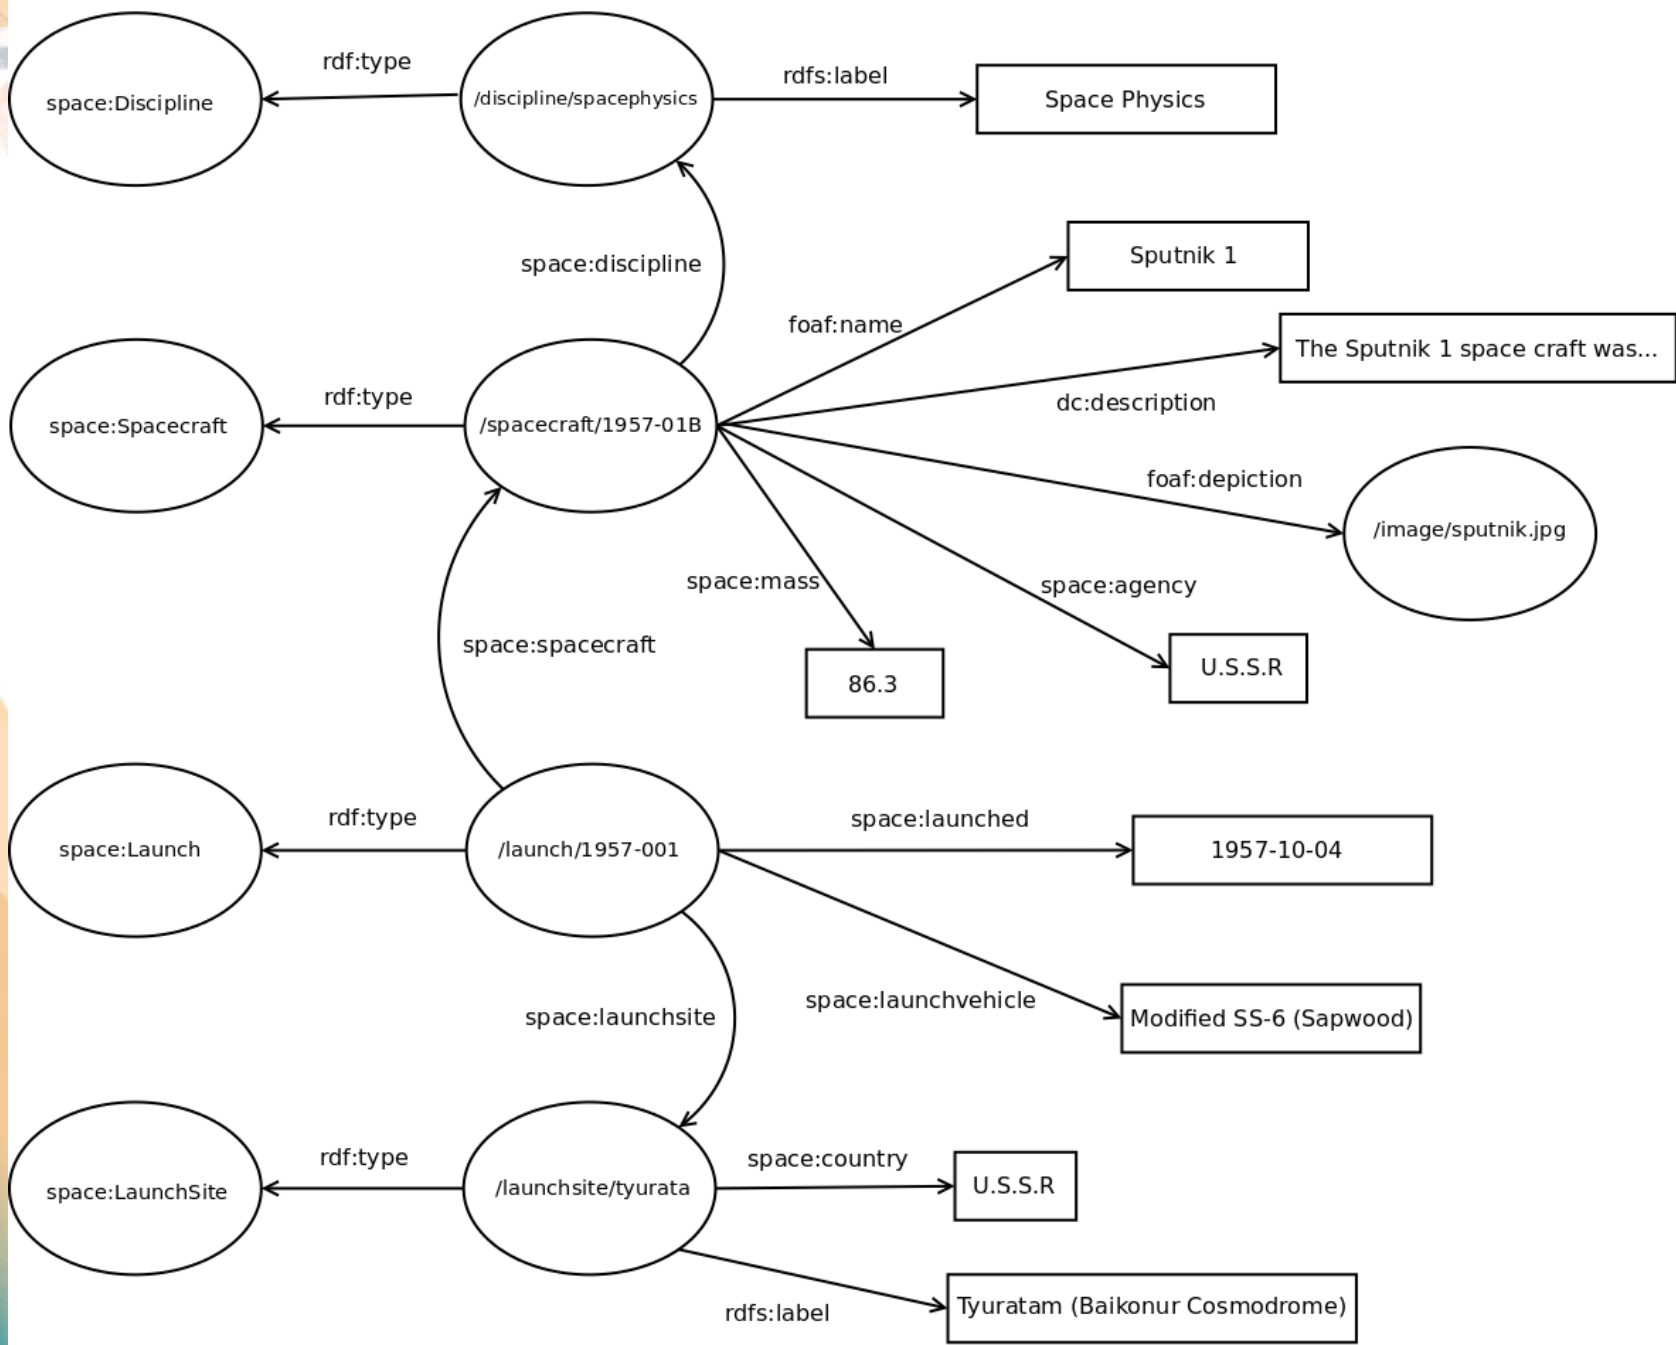 rdf:type
rdfs:label
space:Discipline
/discipline/spacephysics
Space Physics
space:discipline
Sputnik 1
foaf:name
The Sputnik 1 space craft was...
rdf:type
dc:description
space:Spacecraft
/spacecraft/1957-01B
foaf:depiction
/image/sputnik.jpg
space:mass
space:agency
space:spacecraft
86.3
U.S.S.R
rdf:type
space:launched
space:Launch
/launch/1957-001
1957-10-04
space:launchsite
space:launchvehicle
Modified SS-6 (Sapwood)
rdf:type
space:country
space:LaunchSite
/launchsite/tyurata
U.S.S.R
rdfs:label
Tyuratam (Baikonur Cosmodrome)